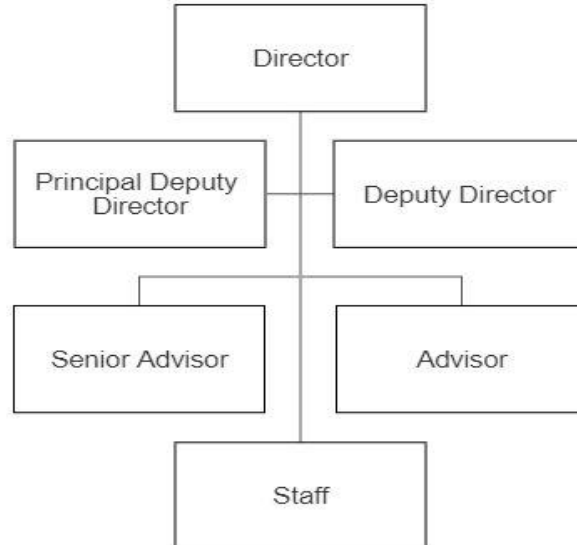 Director
Principal Deputy
Director
Deputy Director
Senior Advisor
Advisor
Staff